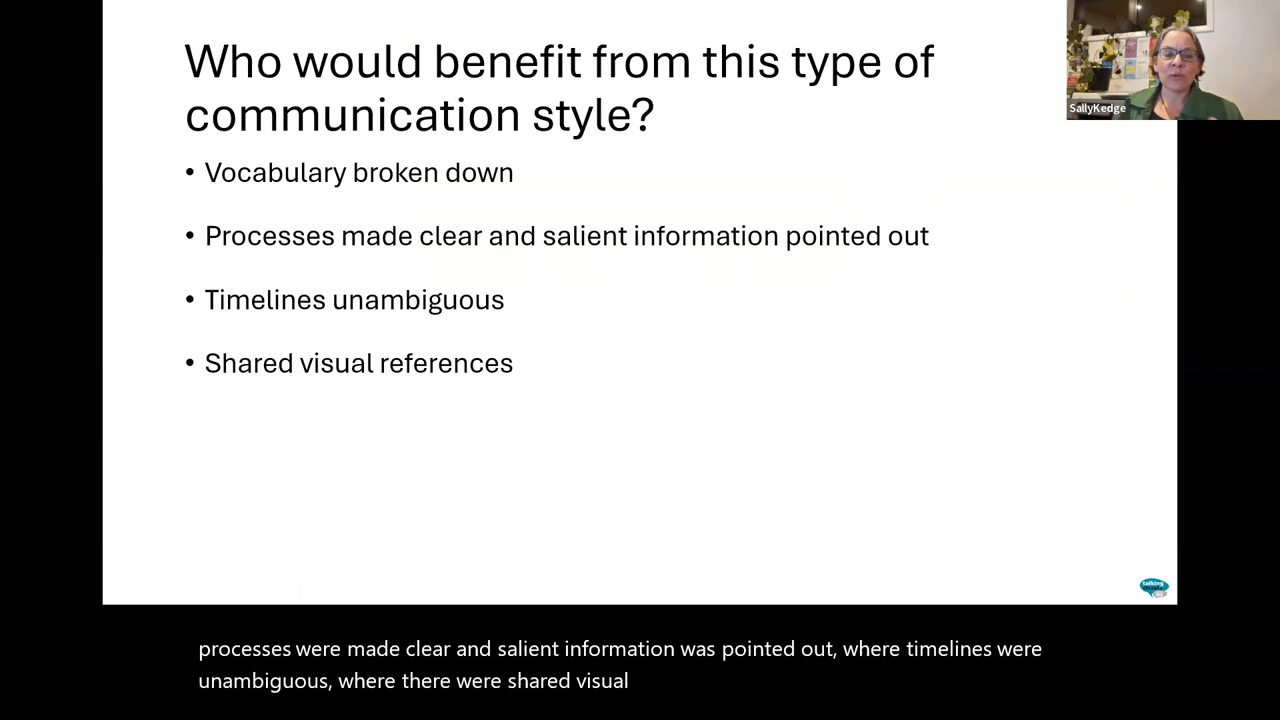 Who would benefit from this type of
communication style?
• Vocabulary broken down
• Processes made clear and salient information pointed out
• Timelines unambiguous
• Shared visual references
SallyKedge
talking
processes were made clear and salient information was pointed out, where timelines were
unambiguous, where there were shared visual